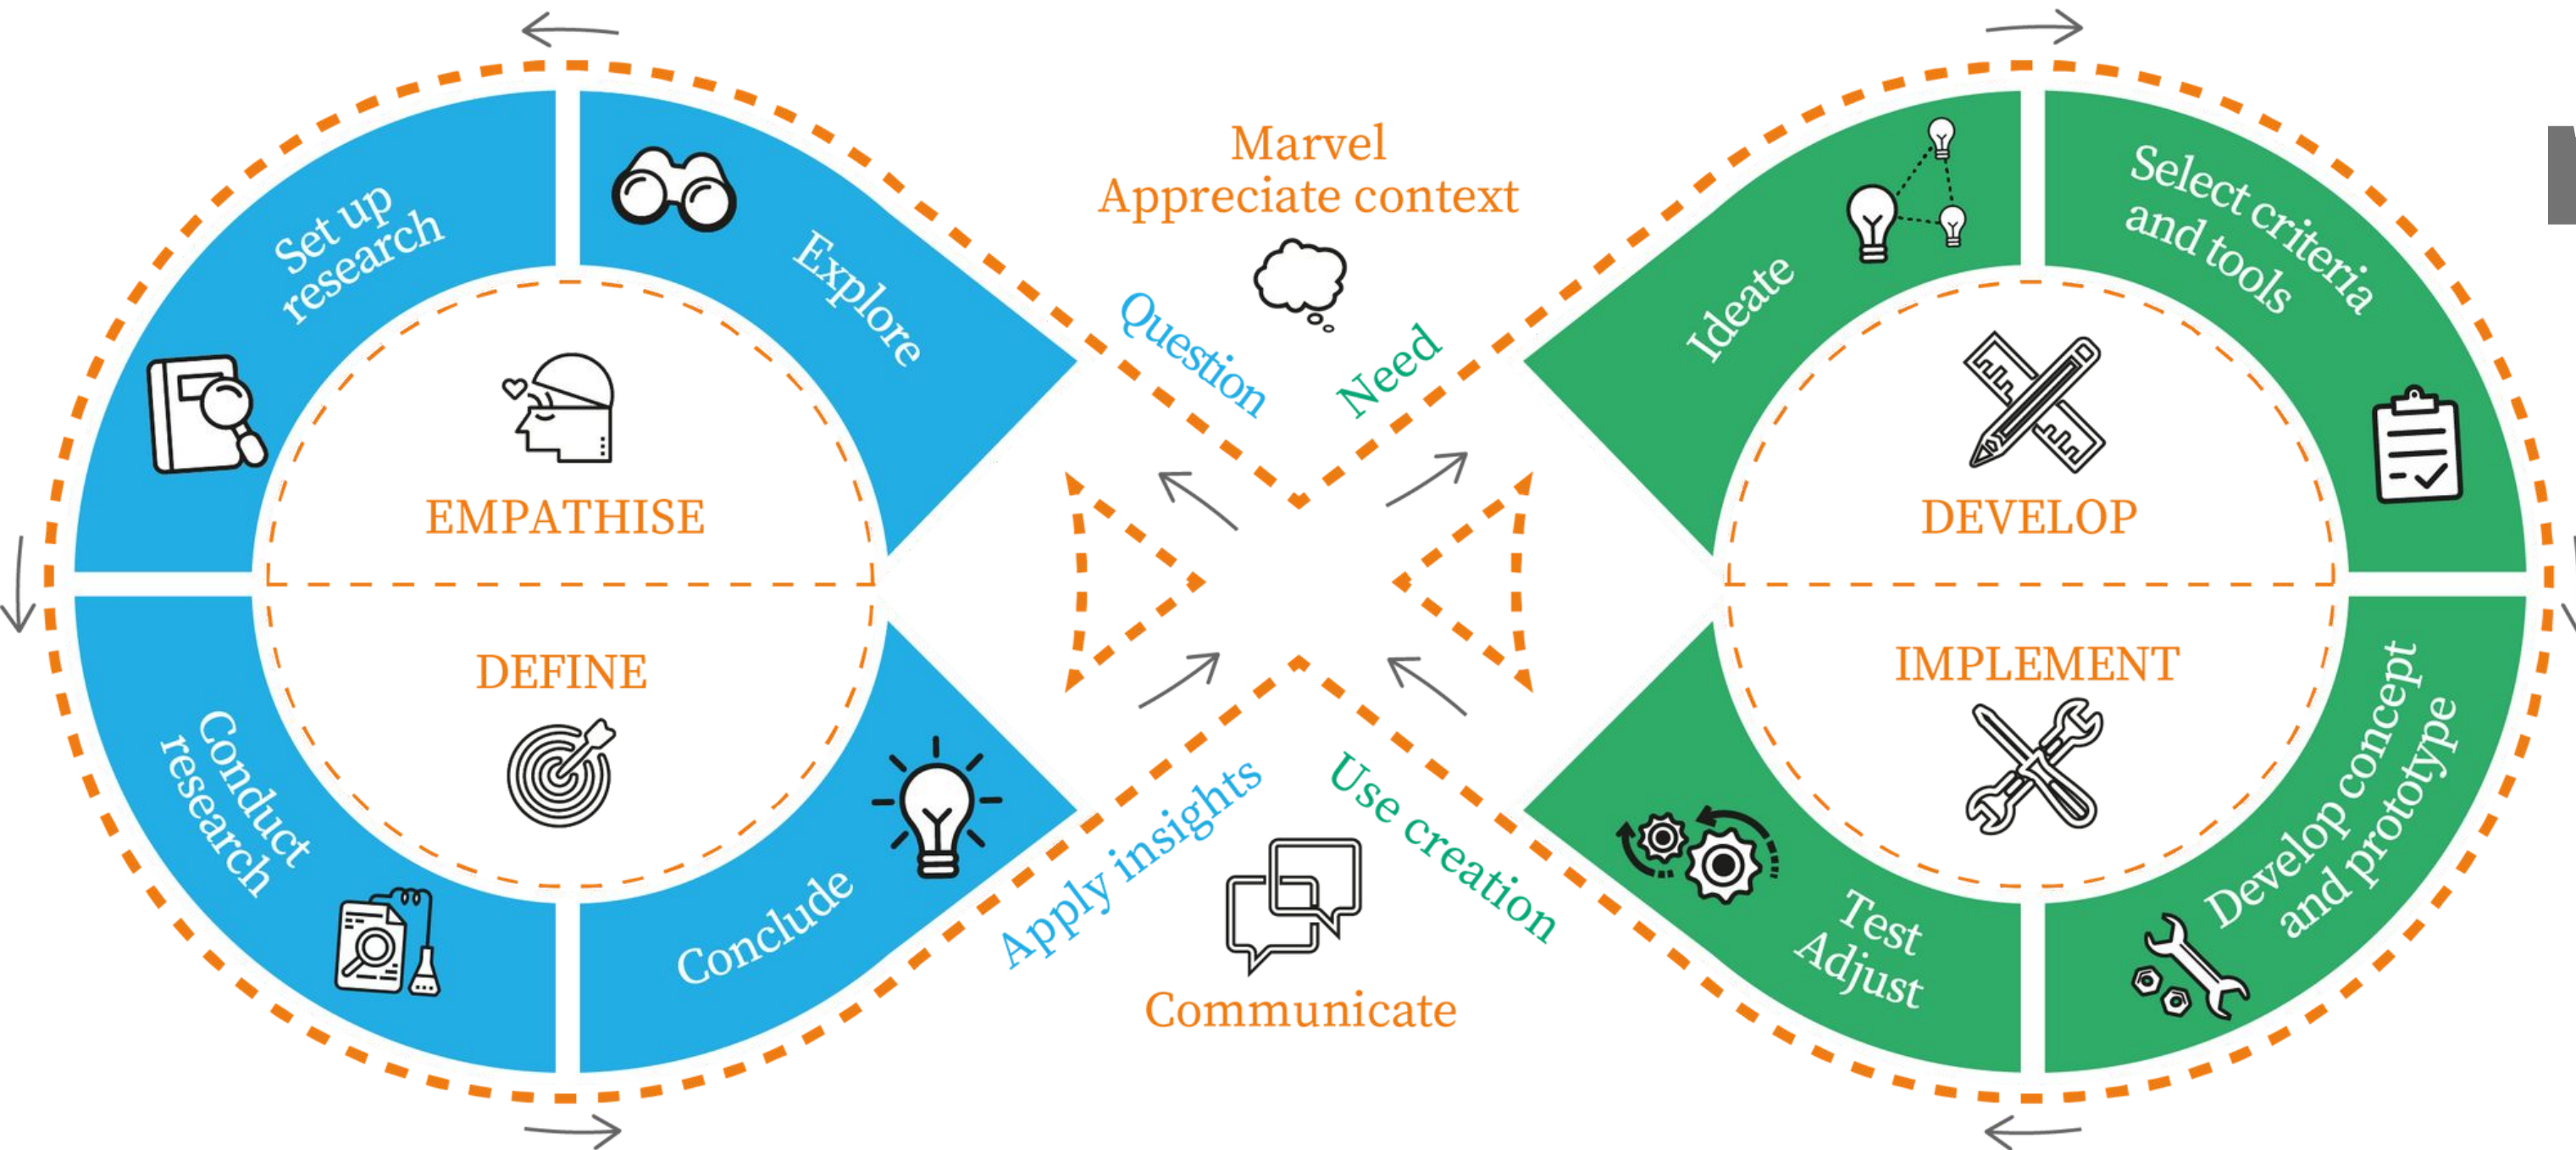 Marvel
Appreciate context
Question
Need
Explore
Set up
research
EMPATHISE
DEFINE
Conduct
research
Conclude
Apply insights
Ideate
Select criteria
and tools
DEVELOP
IMPLEMENT
Develop concept
and prototype
Test
Adjust
Use creation
Communicate